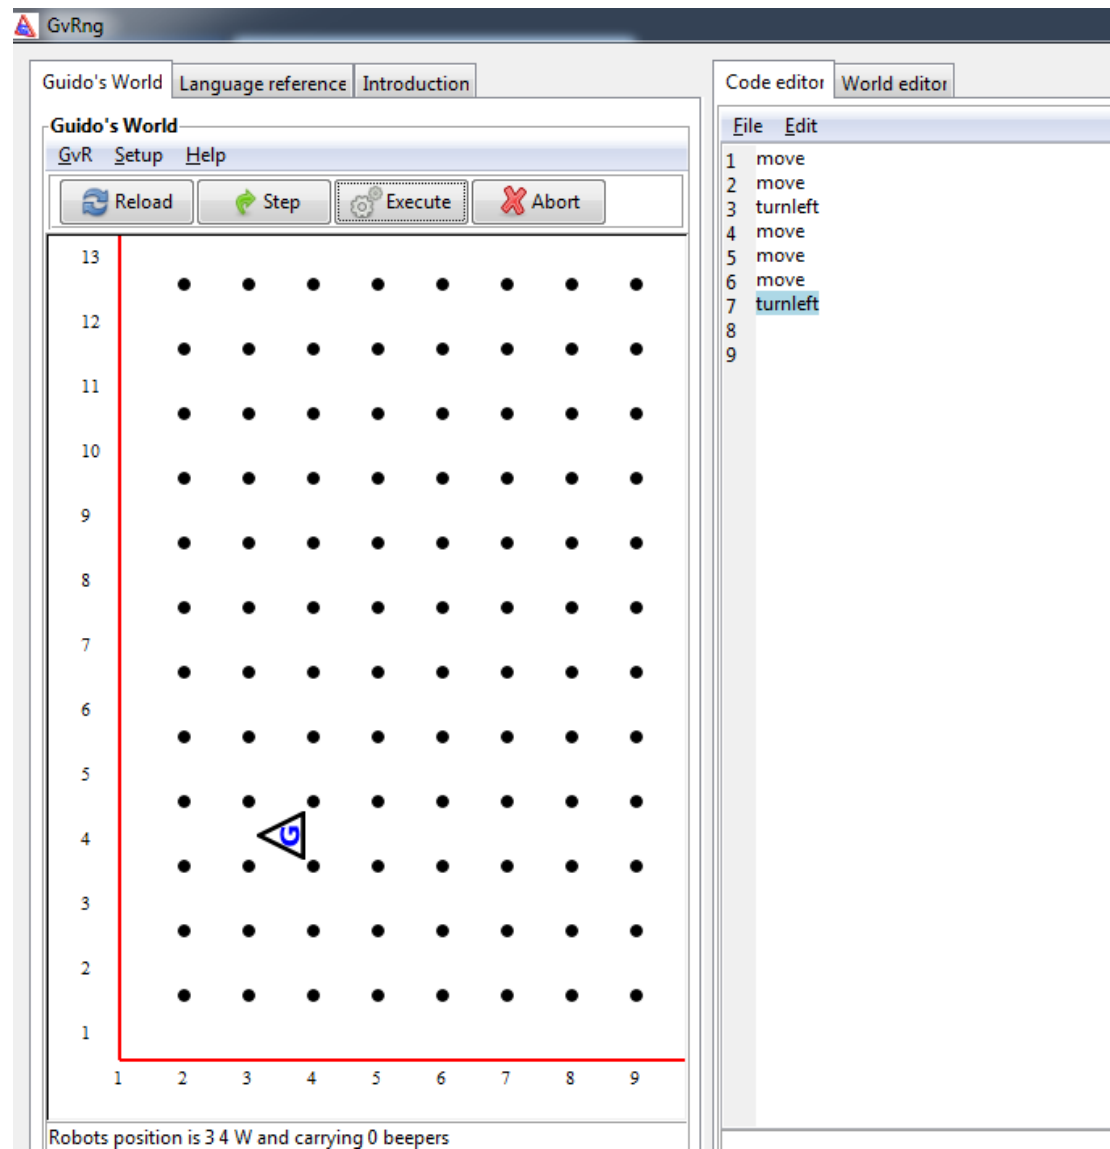 GvRng
Guido's World Language reference Introduction
Guido's World
GvR Setup Help
Reload Step Execute Abort
13
12
11
10
9
8
7
6
5
4
G
3
2
1
1 2 3 4 5 6 7 8 9
Robots position is 3 4 W and carrying 0 beepers
Code editor World editor
File Edit
1 move
2 move
3 turnleft
4 move
5 move
6 move
7 turnleft
8
9